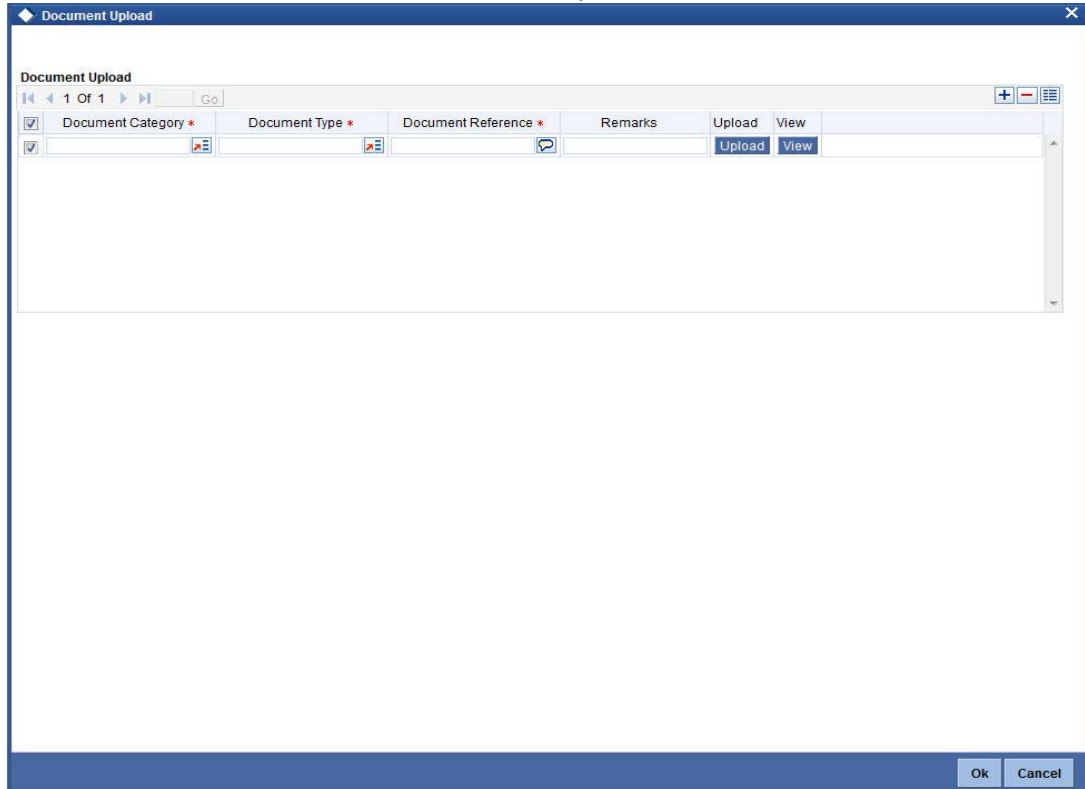 Document Upload
Document Upload
1 Of 1 Go
Document Category * Document Type * Document Reference * Remarks Upload View
Upload View
Ok Cancel